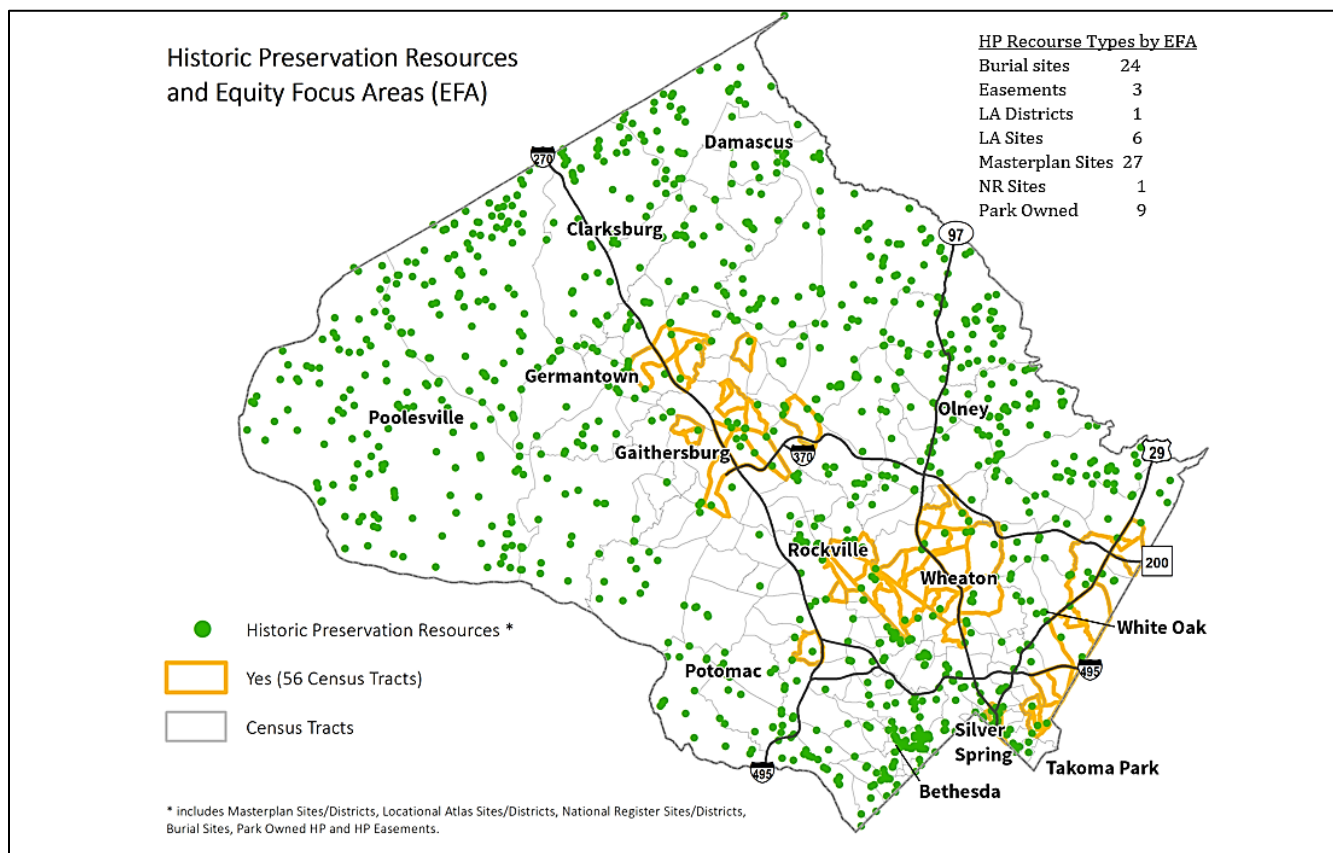 Historic Preservation Resources
and Equity Focus Areas (EFA)
HP Recourse Types by EFA
Burial sites 24
Easements 3
LA Districts 1
LA Sites 6
Masterplan Sites 27
NR Sites 1
Park Owned 9
Damascus
270
Clarksburg
97
Germantown
Poolesville
Olney
Gaithersburg
370
29
Rockville
Wheaton
200
White Oak
Potomac
495
Silver
Spring
Takoma Park
495
Bethesda
Historic Preservation Resources *
Yes (56 Census Tracts)
Census Tracts
* includes Masterplan Sites/Districts, Locational Atlas Sites/Districts, National Register Sites/Districts,
Burial Sites, Park Owned HP and HP Easements.